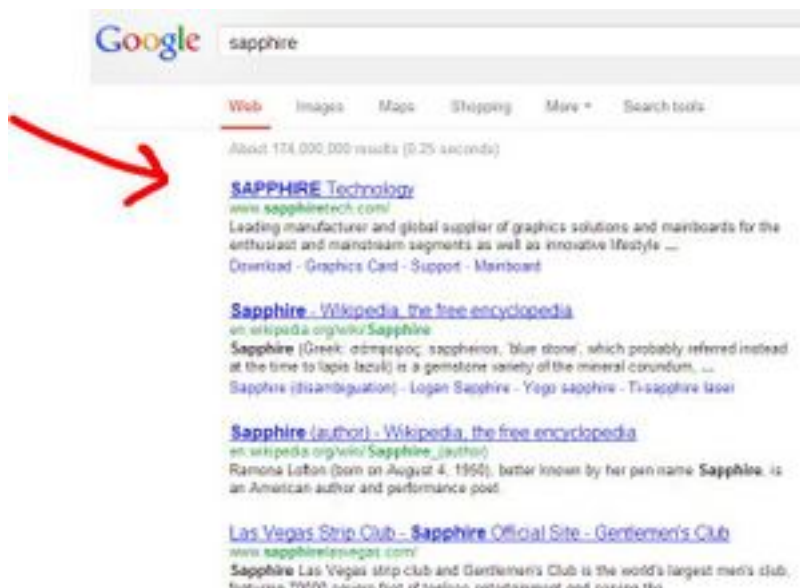 Google
sapphire
Web Images Maps Shopping More Search tools
About 174,000,000 results (0.25 seconds)
SAPPHIRE Technology
www.sapphiretech.com/
Leading manufacturer and global supplier of graphics solutions and mainboards for the
enthusiast and mainstream segments as well as innovative lifestyle ...
Download - Graphics Card - Support - Mainboard
Sapphire - Wikipedia, the free encyclopedia
en.wikipedia.org/wiki/Sapphire
Sapphire (Greek: σάπφειρος; sappheiros, 'blue stone', which probably referred instead
at the time to lapis lazuli) is a gemstone variety of the mineral corundum, ...
Sapphire (disambiguation) - Logan Sapphire - Yogo sapphire - Ti-sapphire laser
Sapphire (author) - Wikipedia, the free encyclopedia
en.wikipedia.org/wiki/Sapphire_(author)
Ramona Lofton (born on August 4, 1950), better known by her pen name Sapphire, is
an American author and performance poet
Las Vegas Strip Club - Sapphire Official Site - Gentlemen's Club
www.sapphirelasvegas.com/
Sapphire Las Vegas strip club and Gentlemen's Club is the world's largest men's club,